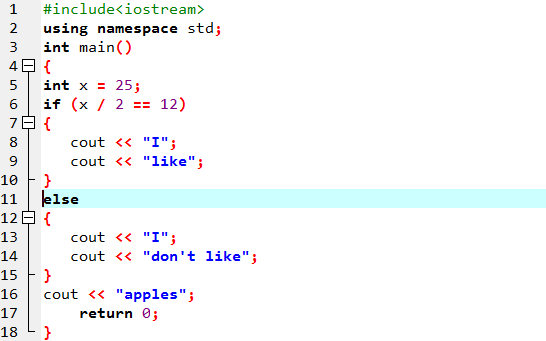 1 #include<iostream>
2 using namespace std;
3 int main()
4 {
5 int x = 25;
6 if (x / 2 == 12)
7 {
8    cout << "I";
9    cout << "like";
10 }
11 else
12 {
13    cout << "I";
14    cout << "don't like";
15 }
16 cout << "apples";
17     return 0;
18 }